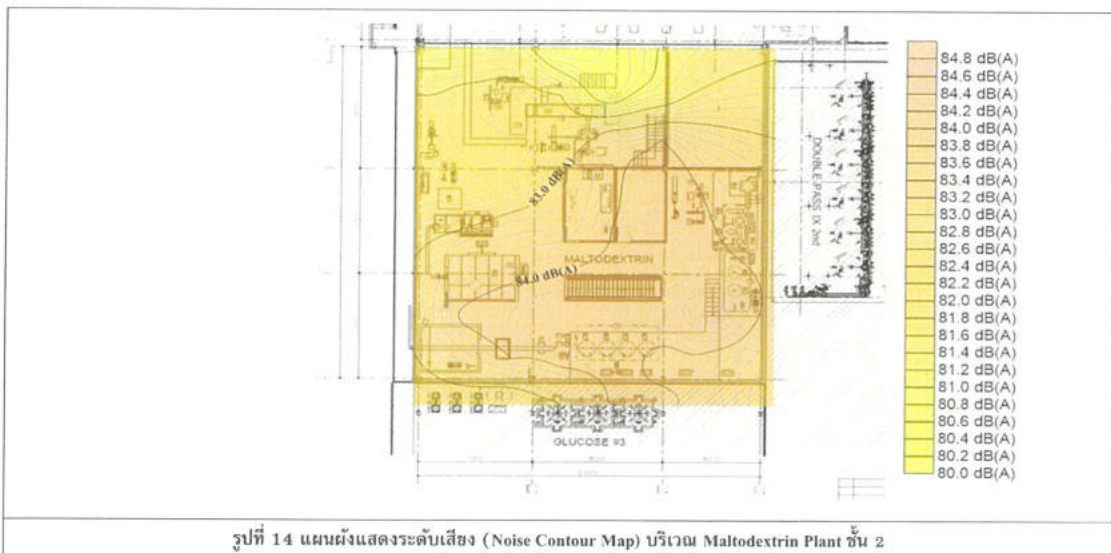 84.8 dB(A)
84.6 dB(A)
84.4 dB(A)
84.2 dB(A)
84.0 dB(A)
83.8 dB(A)
83.6 dB(A)
83.4 dB(A)
83.2 dB(A)
83.0 dB(A)
82.8 dB(A)
82.6 dB(A)
82.4 dB(A)
82.2 dB(A)
82.0 dB(A)
81.8 dB(A)
81.6 dB(A)
81.4 dB(A)
81.2 dB(A)
81.0 dB(A)
80.8 dB(A)
80.6 dB(A)
80.4 dB(A)
80.2 dB(A)
80.0 dB(A)
DOUBLE PASS IX 2nd
83.0 dB(A)
MALTODEXTRIN
84.0 dB(A)
GLUCOSE #3
รูปที่ 14 แผนผังแสดงระดับเสียง (Noise Contour Map) บริเวณ Maltodextrin Plant ชั้น 2